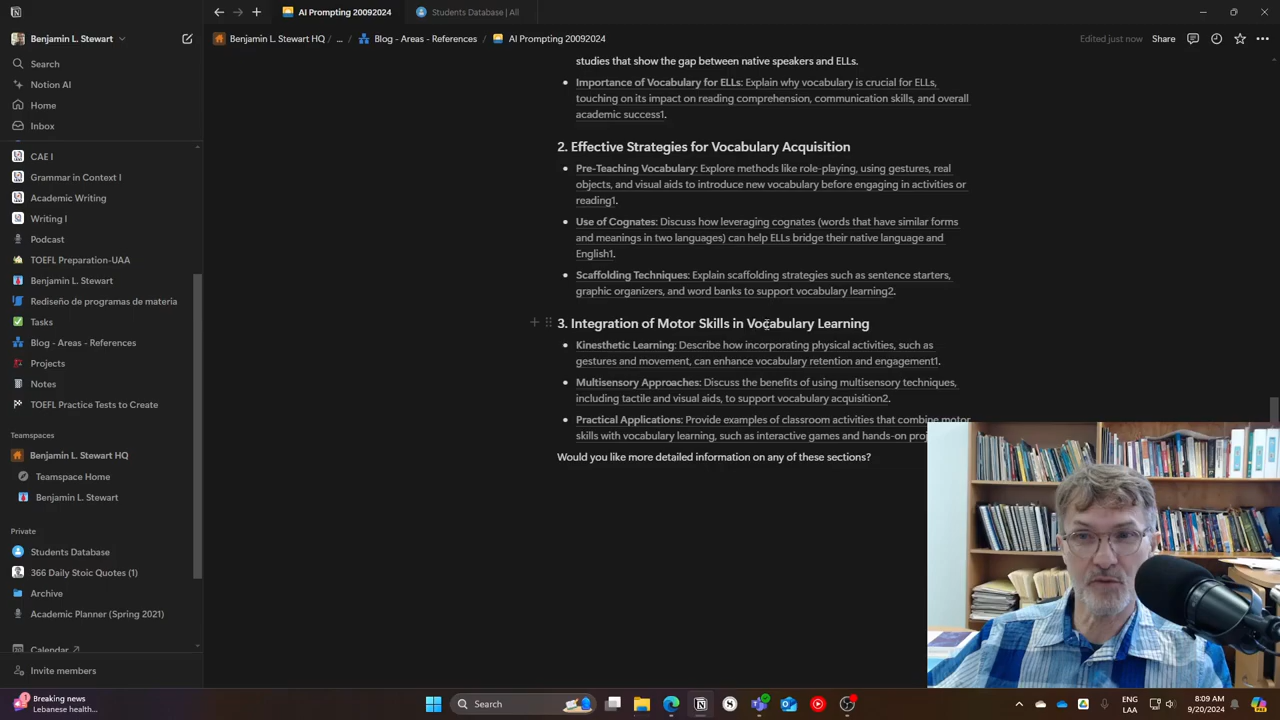 AI Prompting 20092024
Students Database | All
Benjamin L. Stewart
Benjamin L. Stewart HQ / ... / Blog - Areas - References / AI Prompting 20092024
Edited just now Share
Search
Notion AI
Home
Inbox
CAE I
Grammar in Context I
Academic Writing
Writing I
Podcast
TOEFL Preparation-UAA
Benjamin L. Stewart
Rediseño de programas de materia
Tasks
Blog - Areas - References
Projects
Notes
TOEFL Practice Tests to Create
Teamspaces
Benjamin L. Stewart HQ
Teamspace Home
Benjamin L. Stewart
Private
Students Database
366 Daily Stoic Quotes (1)
Archive
Academic Planner (Spring 2021)
Calendar
Invite members
studies that show the gap between native speakers and ELLs.
• Importance of Vocabulary for ELLs: Explain why vocabulary is crucial for ELLs,
touching on its impact on reading comprehension, communication skills, and overall
academic success1.
2. Effective Strategies for Vocabulary Acquisition
• Pre-Teaching Vocabulary: Explore methods like role-playing, using gestures, real
objects, and visual aids to introduce new vocabulary before engaging in activities or
reading1.
• Use of Cognates: Discuss how leveraging cognates (words that have similar forms
and meanings in two languages) can help ELLs bridge their native language and
English1.
• Scaffolding Techniques: Explain scaffolding strategies such as sentence starters,
graphic organizers, and word banks to support vocabulary learning2.
3. Integration of Motor Skills in Vocabulary Learning
• Kinesthetic Learning: Describe how incorporating physical activities, such as
gestures and movement, can enhance vocabulary retention and engagement1.
• Multisensory Approaches: Discuss the benefits of using multisensory techniques,
including tactile and visual aids, to support vocabulary acquisition2.
• Practical Applications: Provide examples of classroom activities that combine motor
skills with vocabulary learning, such as interactive games and hands-on
Would you like more detailed information on any of these sections?
1
Breaking news
Lebanese health...
Search
ENG
LAA
8:09 AM
9/20/2024